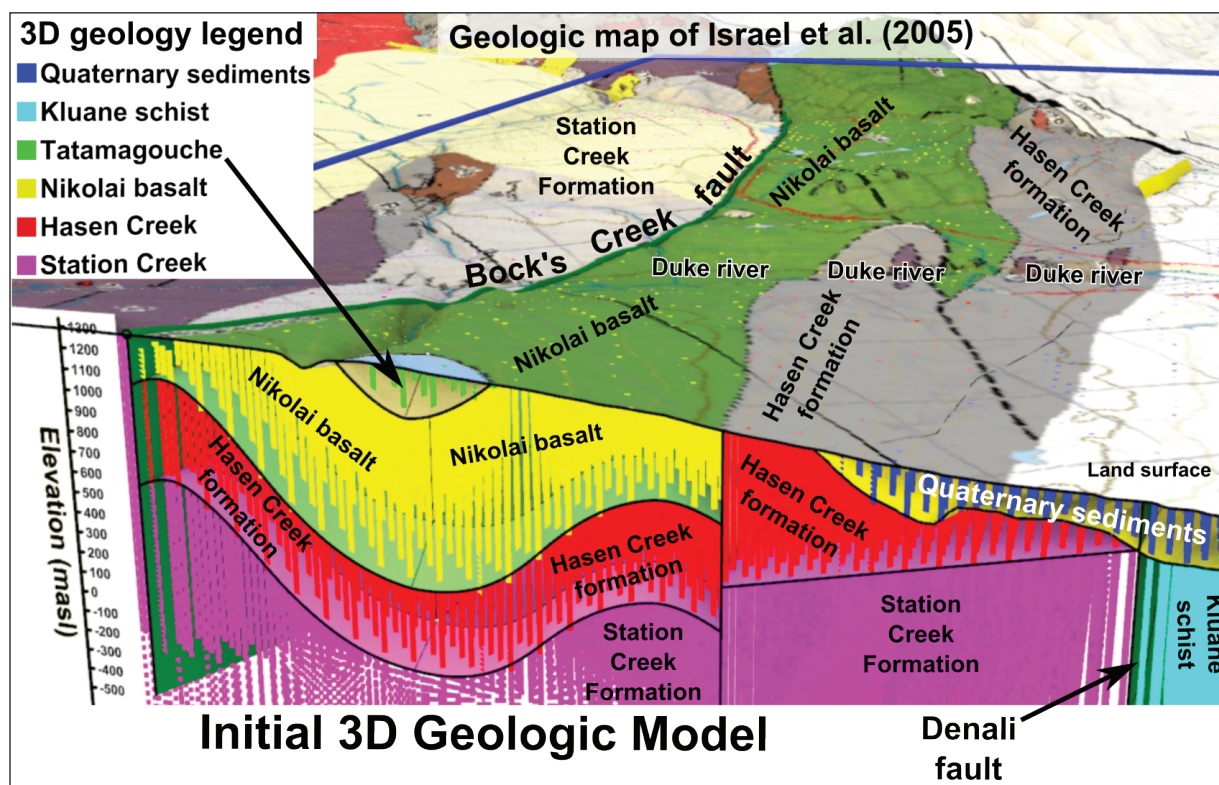 3D geology legend
Quaternary sediments
Kluane schist
Tatamagouche
Nikolai basalt
Hasen Creek
Station Creek
Geologic map of Israel et al. (2005)
Station
Creek
Formation
Nikolai basalt
Hasen Creek
formation
Bock's Creek fault
Duke river
Duke river
Duke river
Nikolai basalt
Hasen Creek
formation
Land surface
Elevation (masl)
1300
1200
1100
1000
900
800
700
600
500
400
300
200
100
0
-100
-200
-300
-400
-500
Nikolai basalt
Nikolai basalt
Hasen Creek
formation
Hasen Creek
formation
Hasen Creek
formation
Quaternary sediments
Station
Creek
Formation
Station
Creek
Formation
Kluane
schist
Initial 3D Geologic Model
Denali
fault